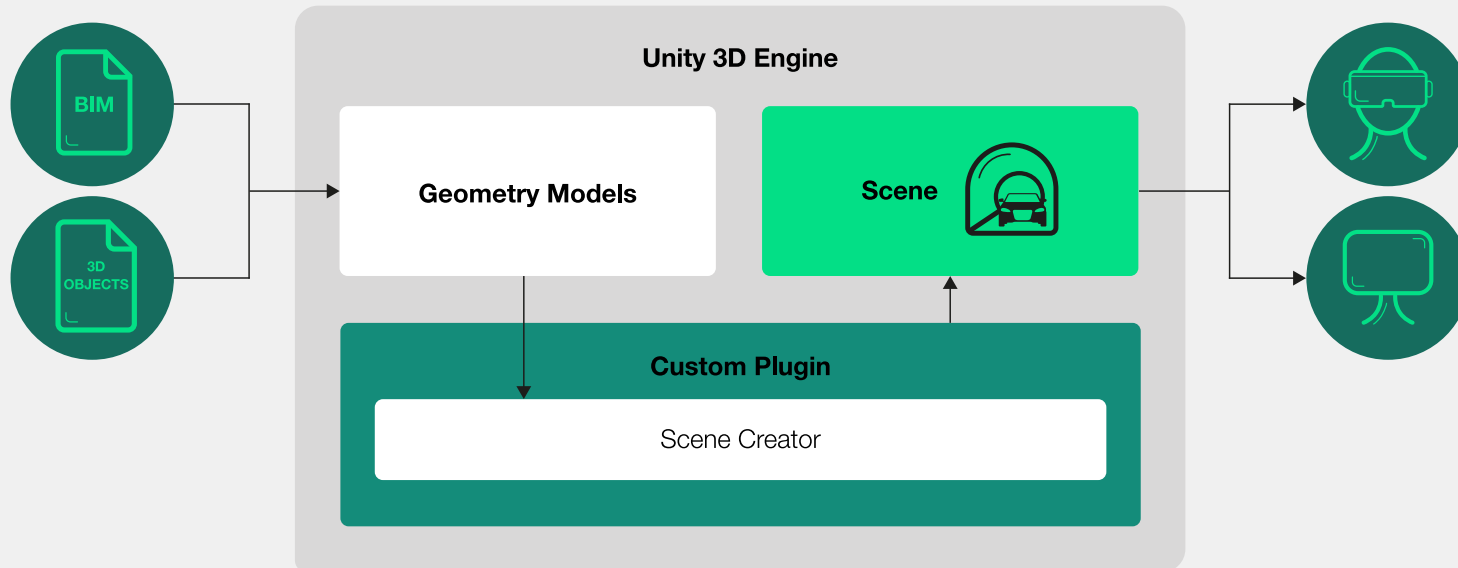 Unity 3D Engine
BIM
3D
OBJECTS
Geometry Models
Scene
Custom Plugin
Scene Creator